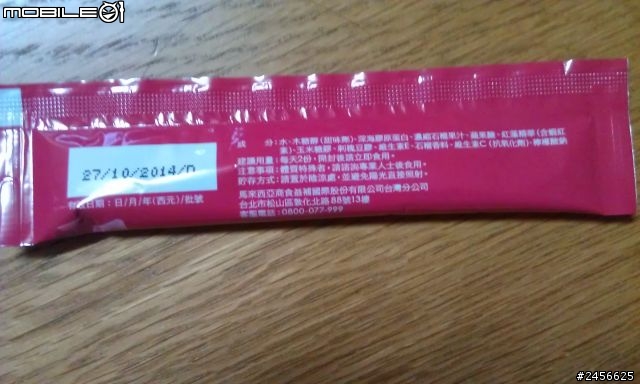 mobile01
成 分:水、木糖醇(甜味劑)、深海膠原蛋白、濃縮石榴果汁、蘋果酸、紅藻精華(含蝦紅
素)、玉米糖膠、刺槐豆膠、維生素E、石榴香料、維生素C(抗氧化劑)、檸檬酸鈉
建議用量:每天2份,開封後請立即食用。
注意事項:體質特殊者,請諮詢專業人士後食用。
貯存方式:請置於陰涼處,並避免陽光直接照射。
馬來西亞商食益補國際股份有限公司台灣分公司
台北市松山區敦化北路88號13樓
客服電話:0800-077-999
27/10/2014/D
日期:日/月/年(西元)/批號
#2456625